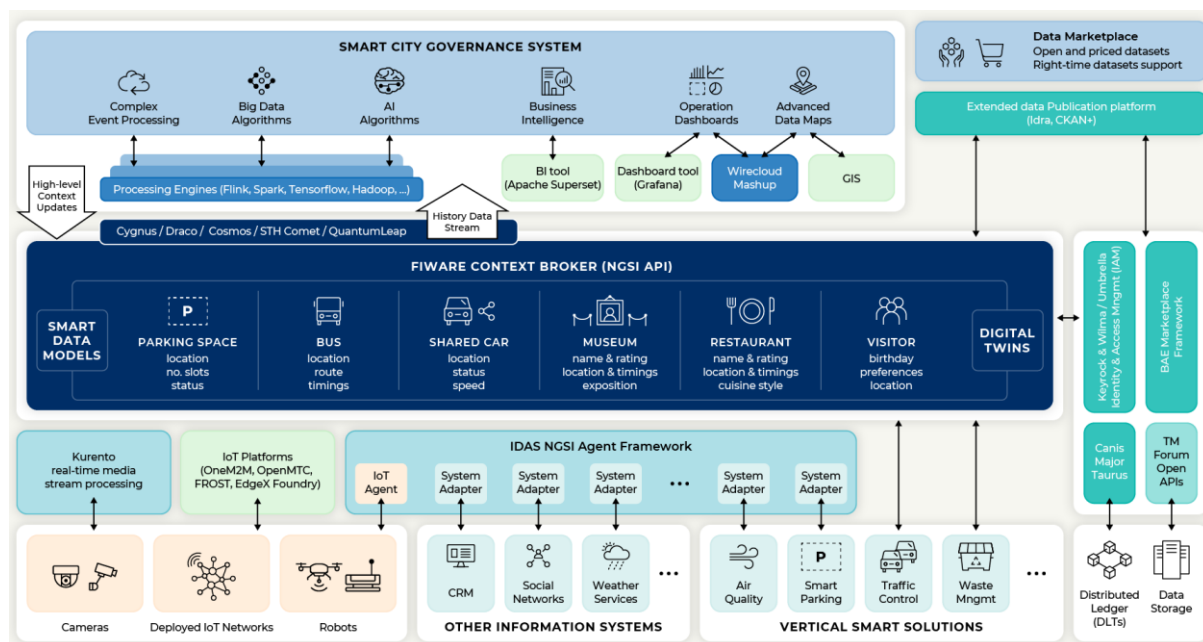 SMART CITY GOVERNANCE SYSTEM
Complex
Event Processing
Big Data
Algorithms
AI
Algorithms
Business
Intelligence
Operation
Dashboards
Advanced
Data Maps
Processing Engines (Flink, Spark, Tensorflow, Hadoop, ...)
BI tool
(Apache Superset)
Dashboard tool
(Grafana)
Wirecloud
Mashup
GIS
Data Marketplace
Open and priced datasets
Right-time datasets support
Extended data Publication platform
(Idra, CKAN+)
High-level
Context
Updates
History Data
Stream
Cygnus / Draco / Cosmos / STH Comet / QuantumLeap
FIWARE CONTEXT BROKER (NGSI API)
SMART
DATA
MODELS
P
PARKING SPACE
location
no. slots
status
BUS
location
route
timings
SHARED CAR
location
status
speed
MUSEUM
name & rating
location & timings
exposition
RESTAURANT
name & rating
location & timings
cuisine style
VISITOR
birthday
preferences
location
DIGITAL
TWINS
Keyrock & Wilma / Umbrella
Identity & Access Mngmt (IAM)
BAE Marketplace
Framework
Canis
Major
Taurus
TM
Forum
Open
APIs
Kurento
real-time media
stream processing
IoT Platforms
(OneM2M, OpenMTC,
FROST, EdgeX Foundry)
IDAS NGSI Agent Framework
IoT
Agent
System
Adapter
System
Adapter
System
Adapter
...
System
Adapter
System
Adapter
Cameras
Deployed IoT Networks
Robots
CRM
Social
Networks
Weather
Services
...
OTHER INFORMATION SYSTEMS
Air
Quality
P
Smart
Parking
Traffic
Control
Waste
Mngmt
...
VERTICAL SMART SOLUTIONS
Distributed
Ledger
(DLTs)
Data
Storage